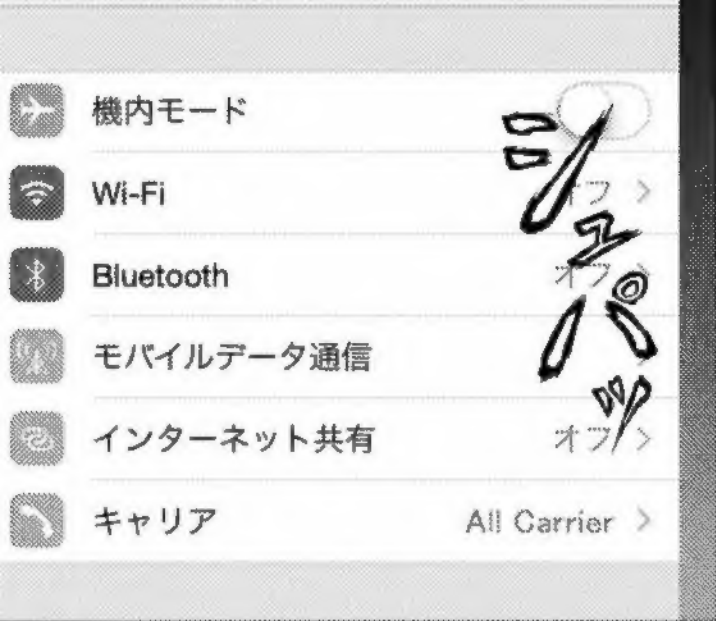 機内モード
Wi-Fi オフ
Bluetooth オフ
モバイルデータ通信
インターネット共有 オフ
キャリア All Carrier
シュパッ